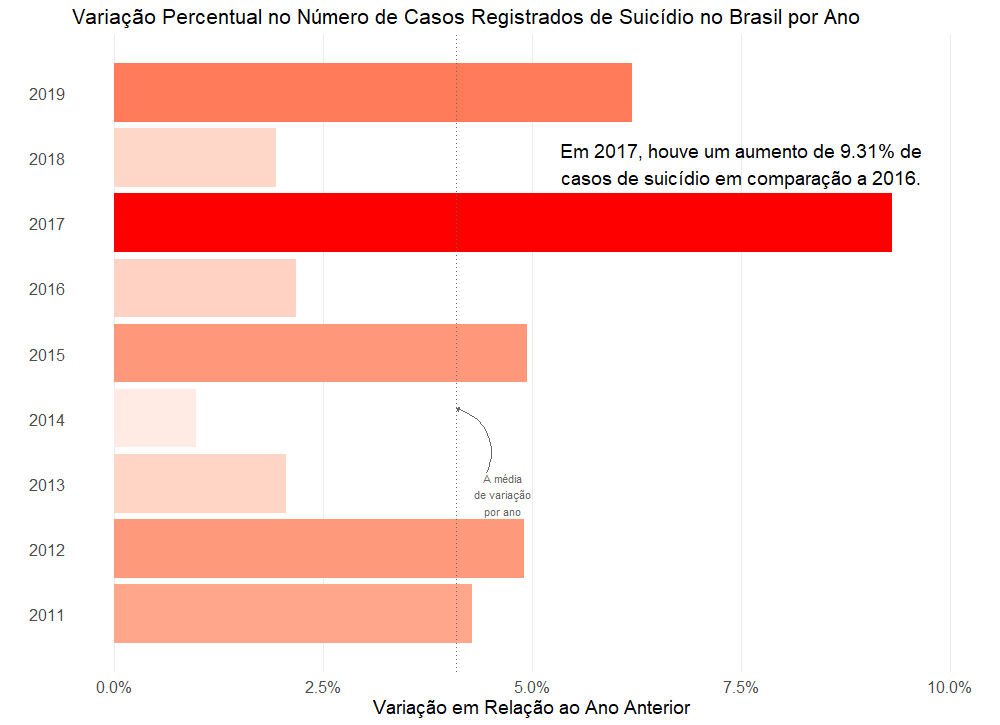 Variação Percentual no Número de Casos Registrados de Suicídio no Brasil por Ano
2019
2018
Em 2017, houve um aumento de 9.31% de
casos de suicídio em comparação a 2016.
2017
2016
2015
2014
2013
A média
de variação
por ano
2012
2011
0.0% 2.5% 5.0% 7.5% 10.0%
Variação em Relação ao Ano Anterior